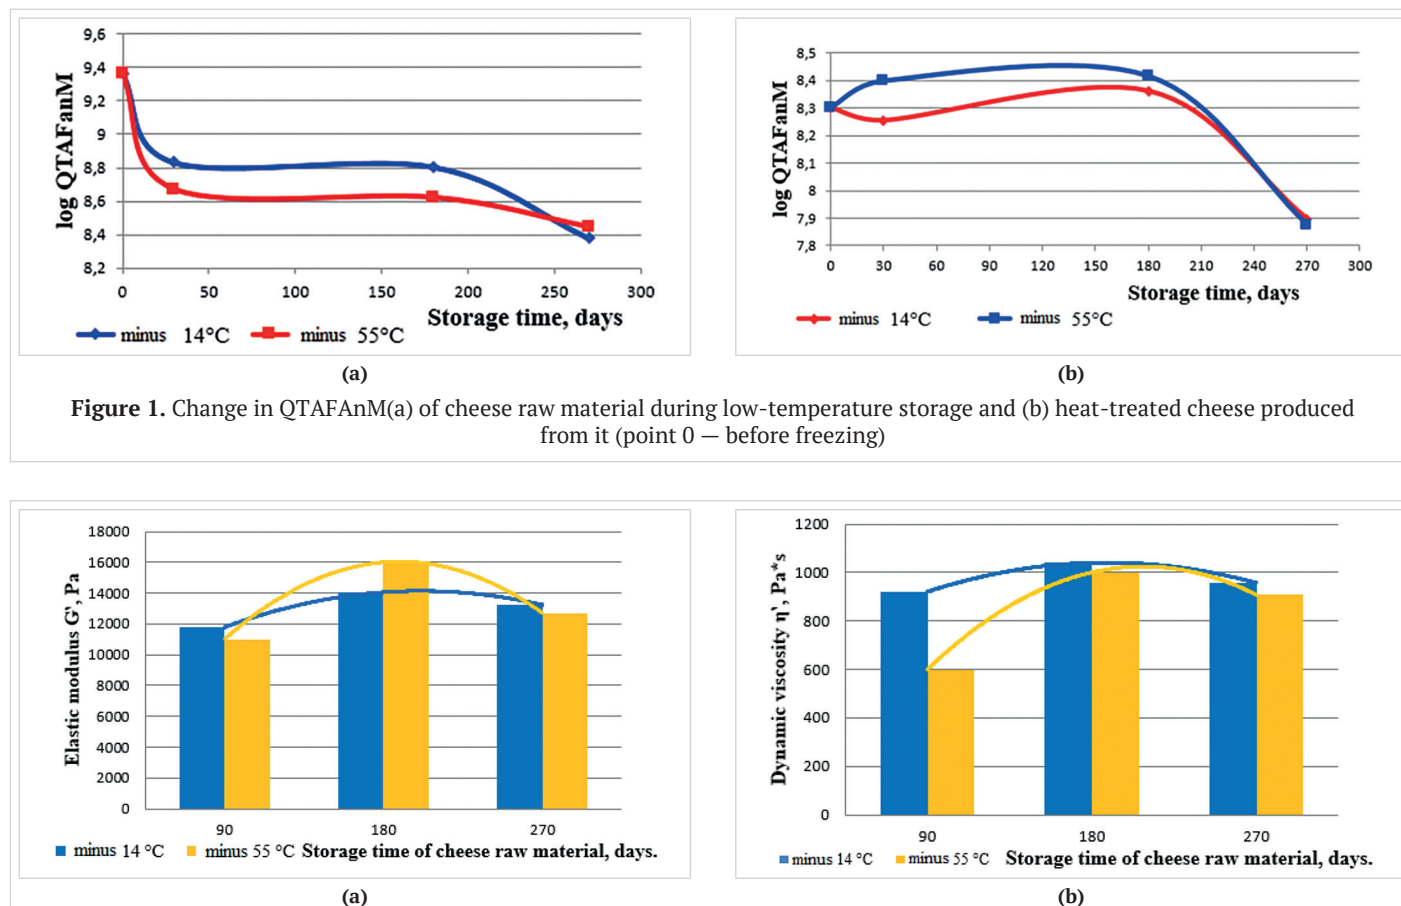 9,6
9,4
9,2
9
8,8
8,6
8,4
8,2
log QTAFanM
0 50 100 150 200 250 300
Storage time, days
minus 14°C minus 55°C
(a)
8,5
8,4
8,3
8,2
8,1
8
7,9
7,8
log QTAFanM
0 30 60 90 120 150 180 210 240 270 300
Storage time, days
minus 14°C minus 55°C
(b)
Figure 1. Change in QTAFAnM(a) of cheese raw material during low-temperature storage and (b) heat-treated cheese produced
from it (point 0 — before freezing)
18000
16000
14000
12000
10000
8000
6000
4000
2000
0
Elastic modulus G‵, Pa
90 180 270
minus 14 °C minus 55 °C Storage time of cheese raw material, days.
(a)
1200
1000
800
600
400
200
0
Dynamic viscosity η‵, Pa*s
90 180 270
minus 14 °C minus 55 °C Storage time of cheese raw material, days.
(b)